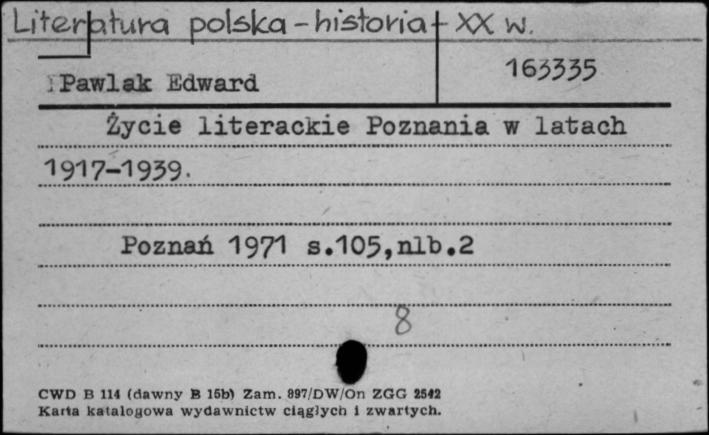 Literatura polska - historia - XX w.
163335
Pawlak Edward
Życie literackie Poznania w latach
1917-1939.
Poznań 1971 s.105,nlb.2
8
CWD B 114 (dawny B 15b) Zam. 897/DW/On ZGG 2542
Karta katalogowa wydawnictw ciągłych i zwartych.